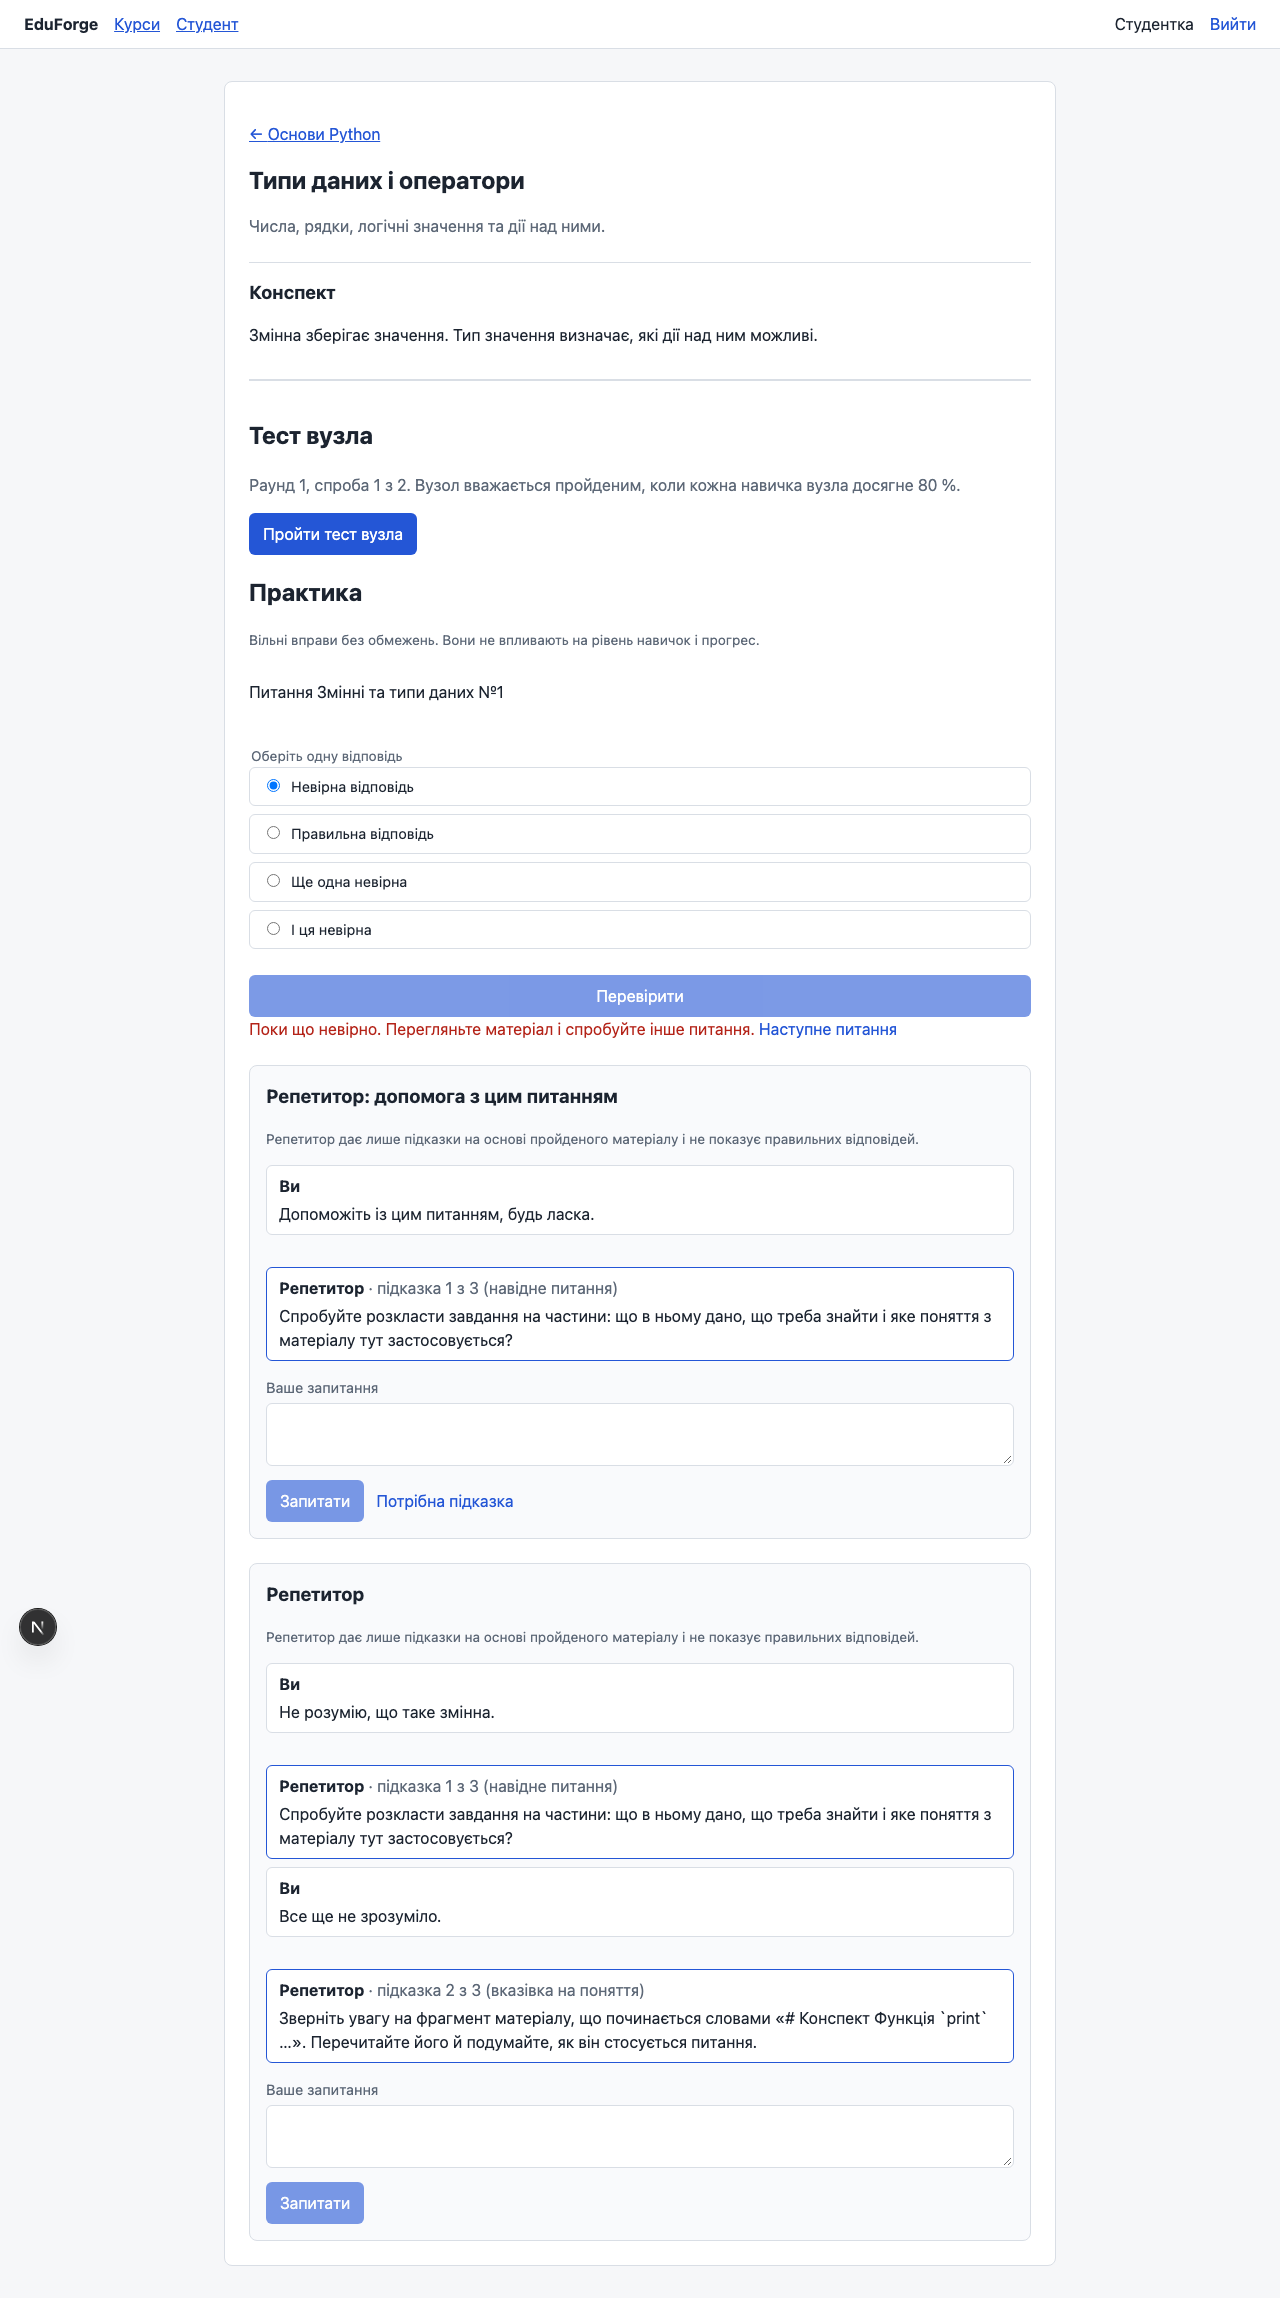 EduForge Курси Студент Студентка Вийти
← Основи Python
Типи даних і оператори
Числа, рядки, логічні значення та дії над ними.
Конспект
Змінна зберігає значення. Тип значення визначає, які дії над ним можливі.
Тест вузла
Раунд 1, спроба 1 з 2. Вузол вважається пройденим, коли кожна навичка вузла досягне 80 %.
Пройти тест вузла
Практика
Вільні вправи без обмежень. Вони не впливають на рівень навичок і прогрес.
Питання Змінні та типи даних №1
Оберіть одну відповідь
Невірна відповідь
Правильна відповідь
Ще одна невірна
І ця невірна
Перевірити
Поки що невірно. Перегляньте матеріал і спробуйте інше питання. Наступне питання
Репетитор: допомога з цим питанням
Репетитор дає лише підказки на основі пройденого матеріалу і не показує правильних відповідей.
Ви
Допоможіть із цим питанням, будь ласка.
Репетитор · підказка 1 з 3 (навідне питання)
Спробуйте розкласти завдання на частини: що в ньому дано, що треба знайти і яке поняття з
матеріалу тут застосовується?
Ваше запитання
Запитати Потрібна підказка
Репетитор
Репетитор дає лише підказки на основі пройденого матеріалу і не показує правильних відповідей.
Ви
Не розумію, що таке змінна.
Репетитор · підказка 1 з 3 (навідне питання)
Спробуйте розкласти завдання на частини: що в ньому дано, що треба знайти і яке поняття з
матеріалу тут застосовується?
Ви
Все ще не зрозуміло.
Репетитор · підказка 2 з 3 (вказівка на поняття)
Зверніть увагу на фрагмент матеріалу, що починається словами «# Конспект Функція `print`
…». Перечитайте його й подумайте, як він стосується питання.
Ваше запитання
Запитати